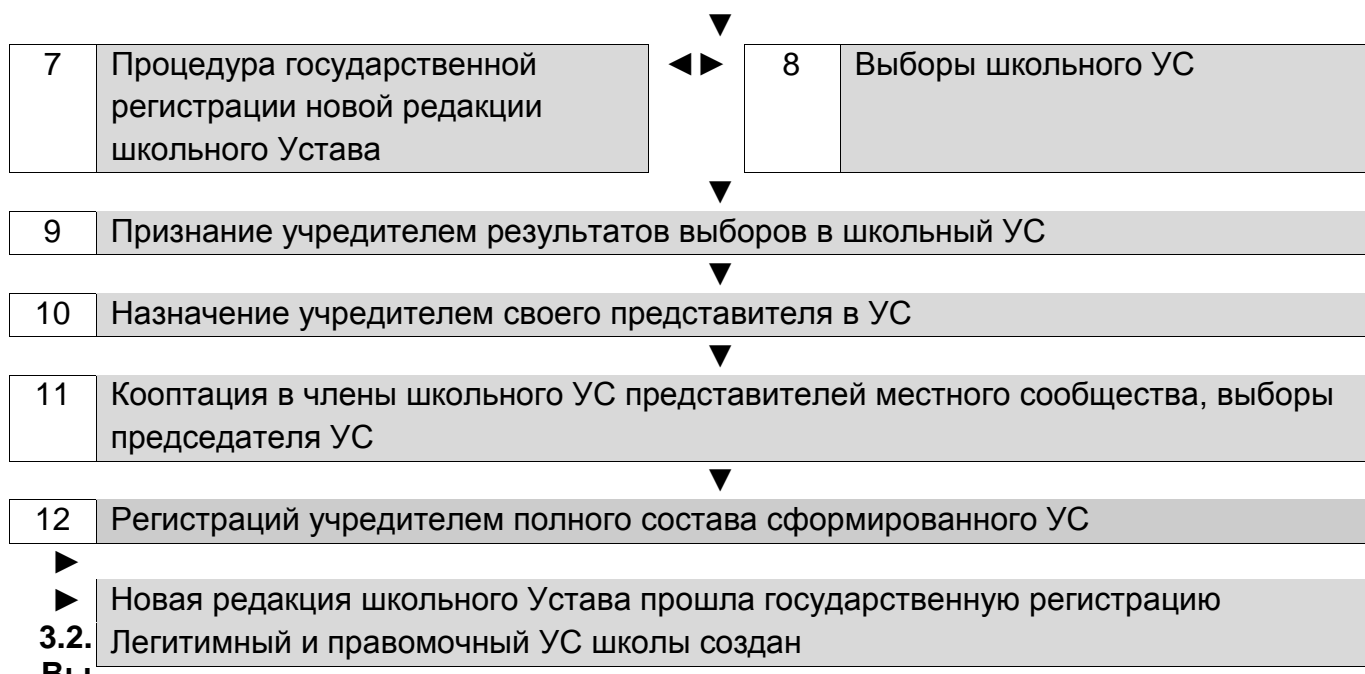 ▼
7 Процедура государственной ◄► 8 Выборы школьного УС
регистрации новой редакции
школьного Устава
▼
9 Признание учредителем результатов выборов в школьный УС
▼
10 Назначение учредителем своего представителя в УС
▼
11 Кооптация в члены школьного УС представителей местного сообщества, выборы
председателя УС
▼
12 Регистраций учредителем полного состава сформированного УС
►
► Новая редакция школьного Устава прошла государственную регистрацию
3.2. Легитимный и правомочный УС школы создан